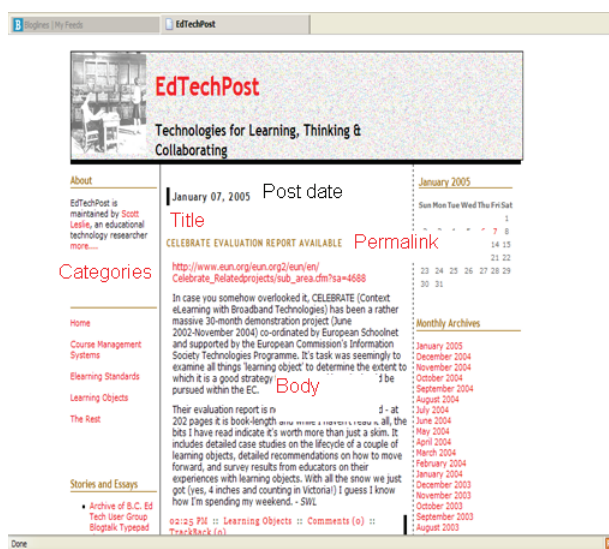 Bloglines | My Feeds
EdTechPost
EdTechPost
Technologies for Learning, Thinking &
Collaborating
About
EdTechPost is
maintained by Scott
Leslie, an educational
technology researcher
more....
Categories
Home
Course Management
Systems
Elearning Standards
Learning Objects
The Rest
Stories and Essays
Archive of B.C. Ed
Tech User Group
Blogtalk Typepad
January 07, 2005 Post date
Title
CELEBRATE EVALUATION REPORT AVAILABLE Permalink
http://www.eun.org/eun.org2/eun/en/
Celebrate_Relatedprojects/sub_area.cfm?sa=4688
In case you somehow overlooked it, CELEBRATE (Context
eLearning with Broadband Technologies) has been a rather
massive 30-month demonstration project (June
2002-November 2004) co-ordinated by European Schoolnet
and supported by the European Commission's Information
Society Technologies Programme. It's task was seemingly to
examine all things 'learning object' to determine the extent to
which it is a good strategy be
Body
pursued within the EC.
Their evaluation report is d - at
202 pages it is book-length and while I haven't read it all, the
bits I have read indicate it's worth more than just a skim. It
includes detailed case studies on the lifecycle of a couple of
learning objects, detailed recommendations on how to move
forward, and survey results from educators on their
experiences with learning objects. With all the snow we just
got (yes, 4 inches and counting in Victoria!) I guess I know
how I'm spending my weekend. - SWL
02:25 PM :: Learning Objects :: Comments (0) ::
TrackBack (0)
January 2005
Sun Mon Tue Wed Thu Fri Sat
1
7 8
14 15
21 22
23 24 25 26 27 28 29
30 31
Monthly Archives
January 2005
December 2004
November 2004
October 2004
September 2004
August 2004
July 2004
June 2004
May 2004
April 2004
March 2004
February 2004
January 2004
December 2003
November 2003
October 2003
September 2003
August 2003
Done